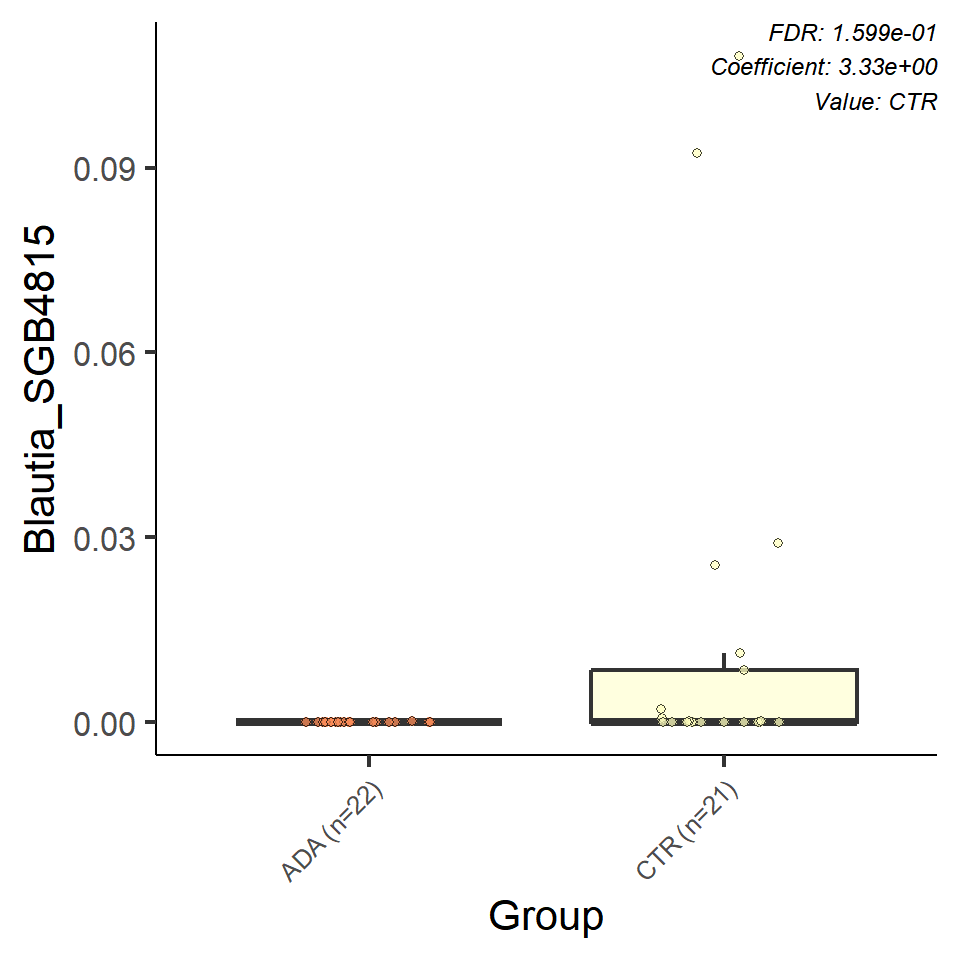 FDR: 1.599e-01
Coefficient: 3.33e+00
Value: CTR
Blautia_SGB4815
0.09
0.06
0.03
0.00
ADA (n=22)
CTR (n=21)
Group